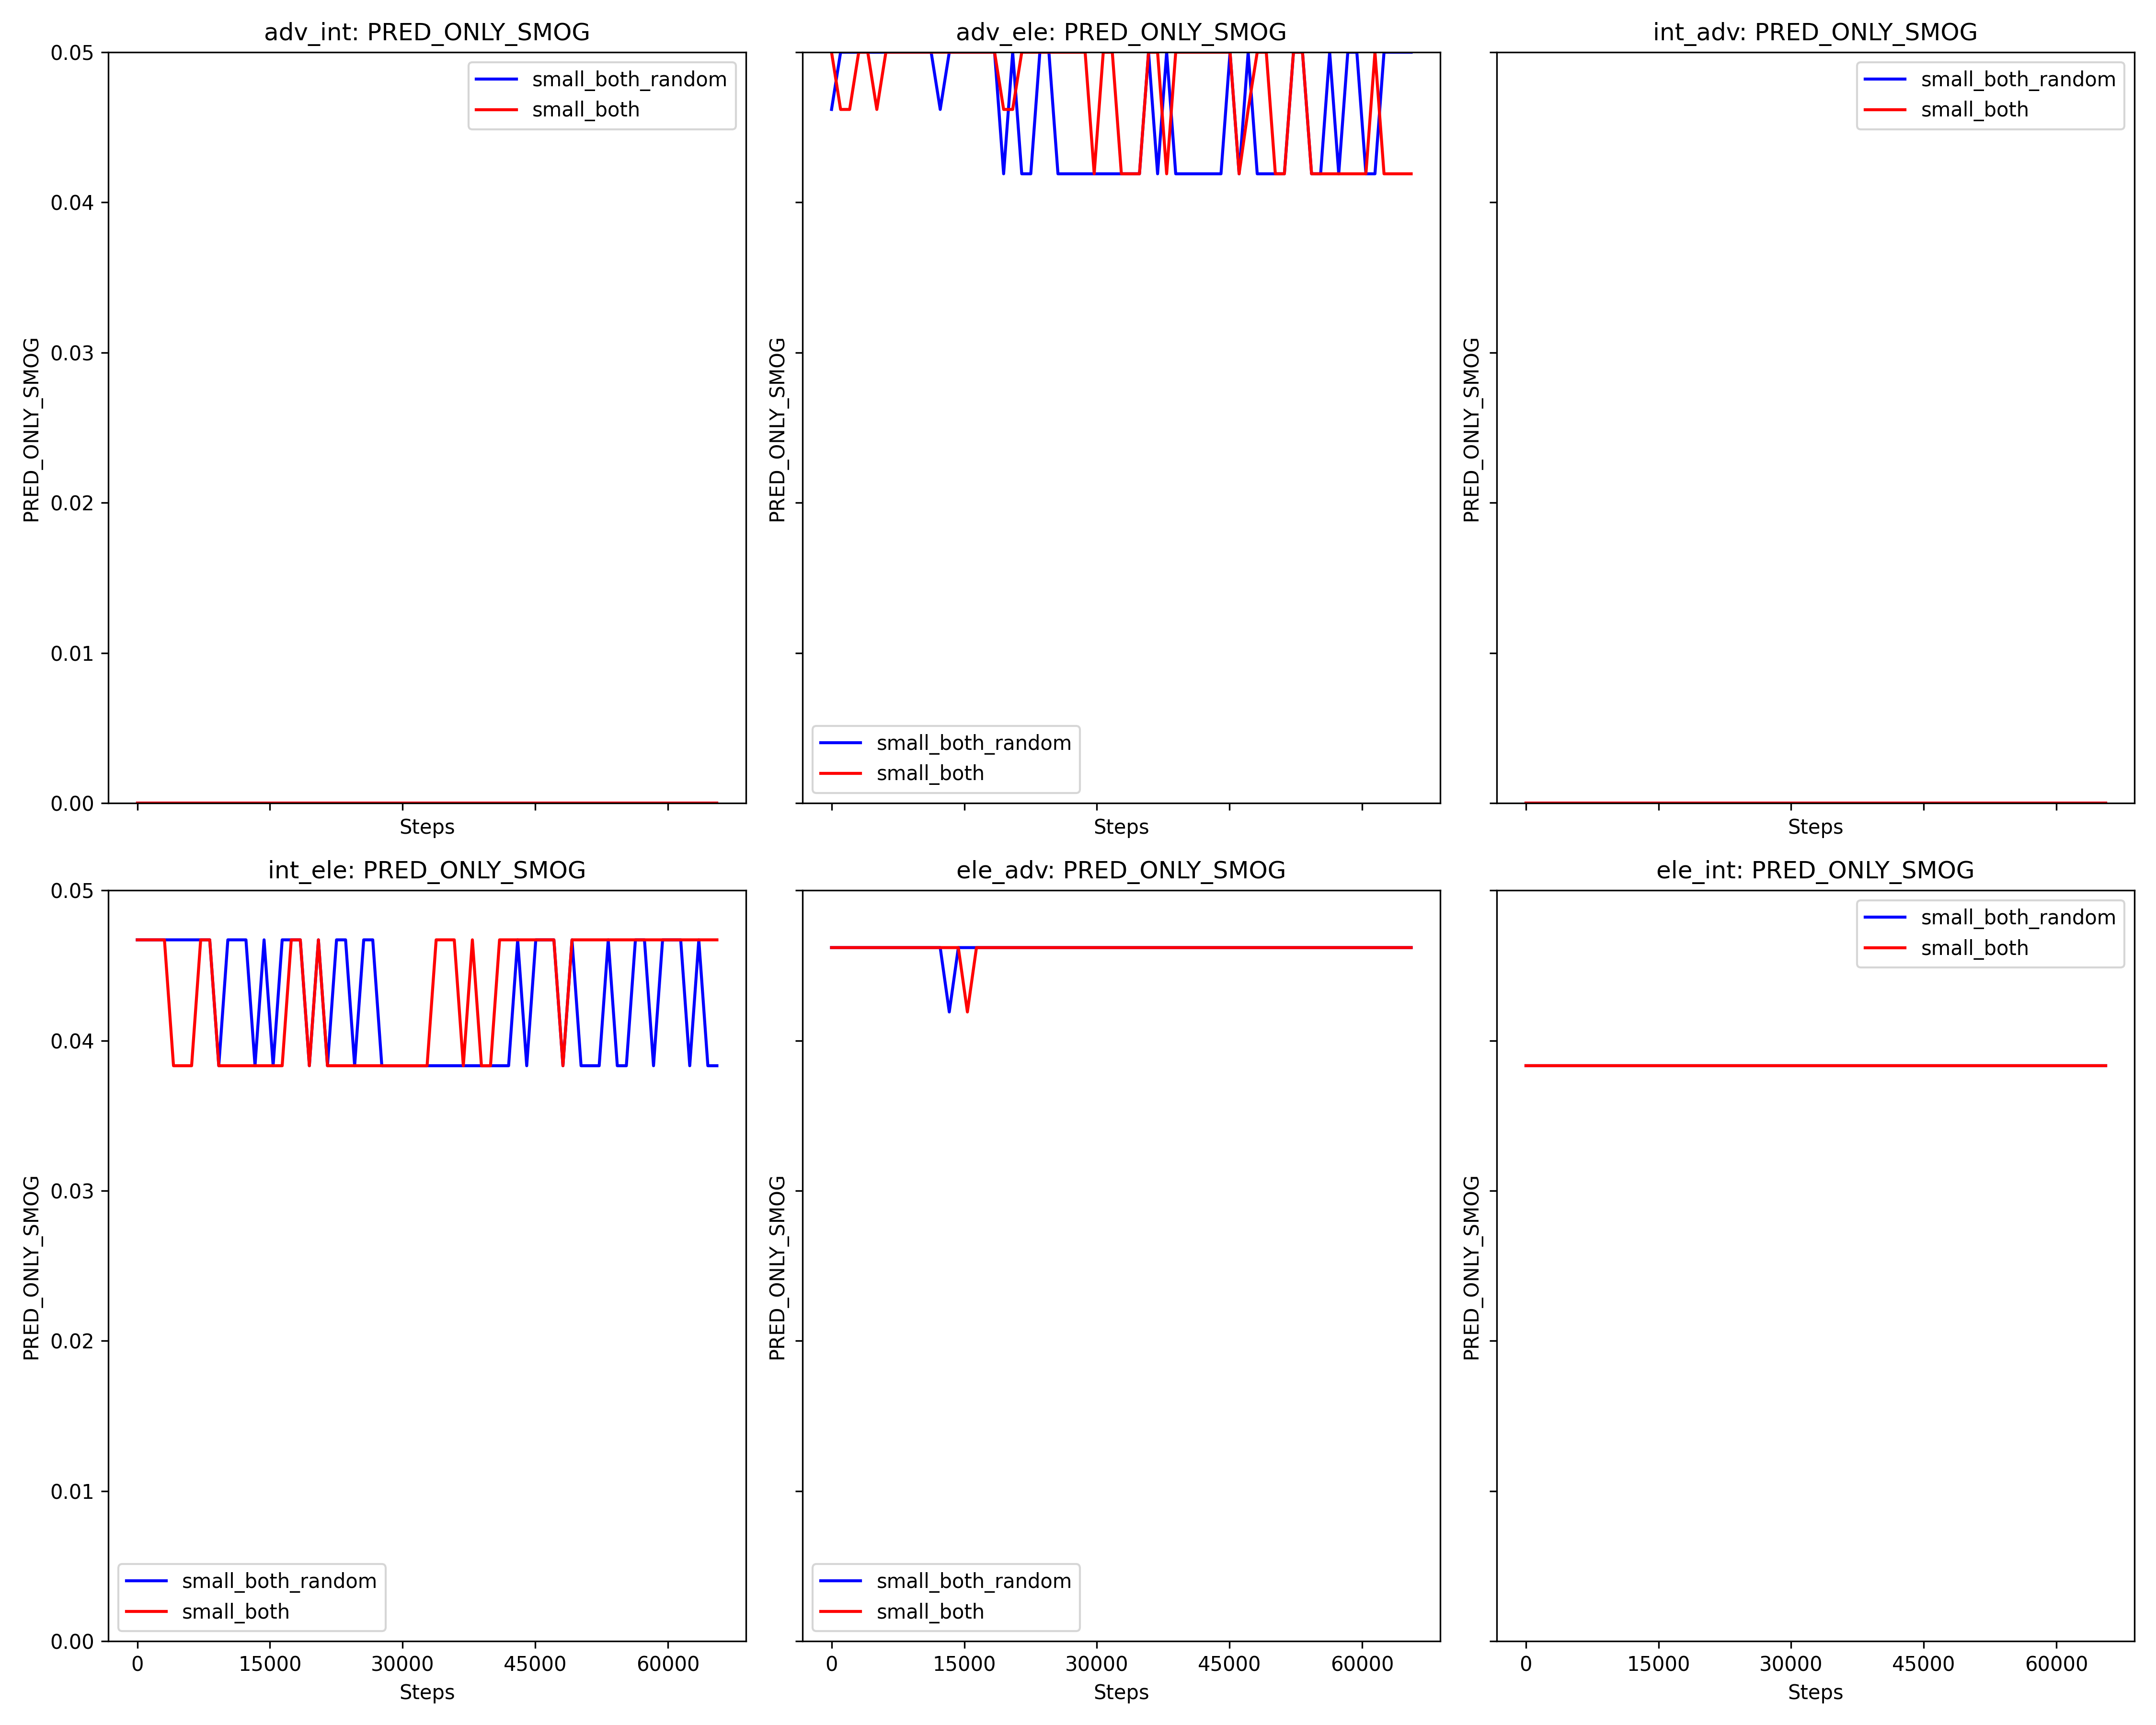 adv_int: PRED_ONLY_SMOG
adv_ele: PRED_ONLY_SMOG
int_adv: PRED_ONLY_SMOG
PRED_ONLY_SMOG
0.05
0.04
0.03
0.02
0.01
0.00
small_both_random
small_both
Steps
PRED_ONLY_SMOG
small_both_random
small_both
Steps
PRED_ONLY_SMOG
small_both_random
small_both
Steps
int_ele: PRED_ONLY_SMOG
ele_adv: PRED_ONLY_SMOG
ele_int: PRED_ONLY_SMOG
PRED_ONLY_SMOG
0.05
0.04
0.03
0.02
0.01
0.00
small_both_random
small_both
0 15000 30000 45000 60000
Steps
PRED_ONLY_SMOG
small_both_random
small_both
0 15000 30000 45000 60000
Steps
PRED_ONLY_SMOG
small_both_random
small_both
0 15000 30000 45000 60000
Steps